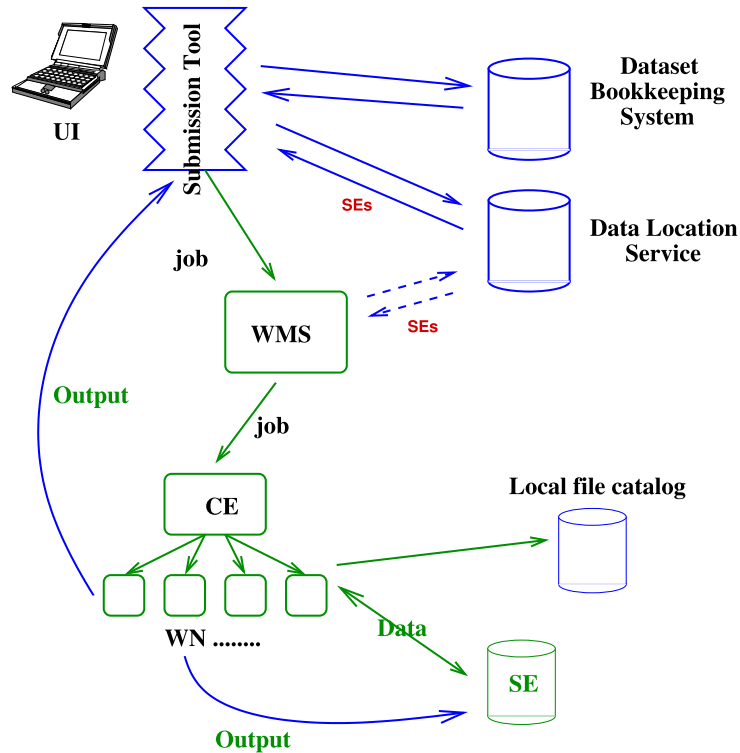 Submission Tool
UI
Dataset
Bookkeeping
System
SEs
Data Location
Service
job
WMS
SEs
Output
job
Local file catalog
CE
Data
WN ........
SE
Output